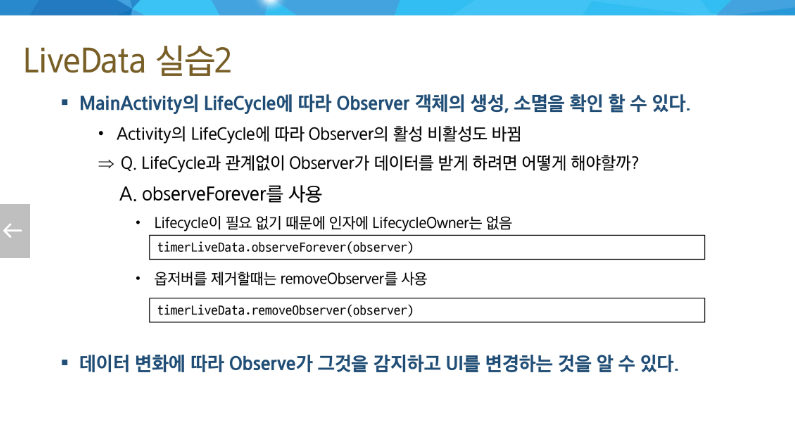 LiveData 실습2
▪ MainActivity의 LifeCycle에 따라 Observer 객체의 생성, 소멸을 확인 할 수 있다.
• Activity의 LifeCycle에 따라 Observer의 활성 비활성도 바뀜
⇒ Q. LifeCycle과 관계없이 Observer가 데이터를 받게 하려면 어떻게 해야할까?
A. observeForever를 사용
• Lifecycle이 필요 없기 때문에 인자에 LifecycleOwner는 없음
timerLiveData.observeForever(observer)
• 옵저버를 제거할때는 removeObserver를 사용
timerLiveData.removeObserver(observer)
▪ 데이터 변화에 따라 Observe가 그것을 감지하고 UI를 변경하는 것을 알 수 있다.